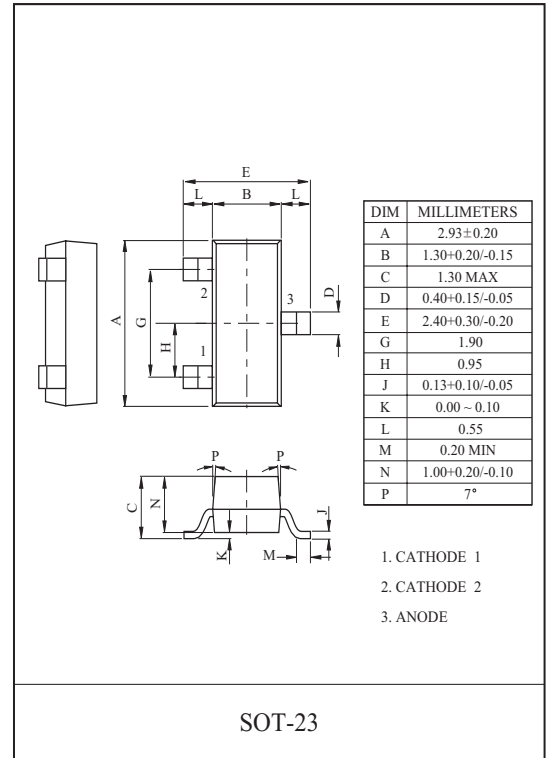 E
L B L
2
3
D
A
G
H
1
P P
C
N
J
K
M
DIM MILLIMETERS
A 2.93±0.20
B 1.30+0.20/-0.15
C 1.30 MAX
D 0.40+0.15/-0.05
E 2.40+0.30/-0.20
G 1.90
H 0.95
J 0.13+0.10/-0.05
K 0.00 ~ 0.10
L 0.55
M 0.20 MIN
N 1.00+0.20/-0.10
P 7°
1. CATHODE 1
2. CATHODE 2
3. ANODE
SOT-23